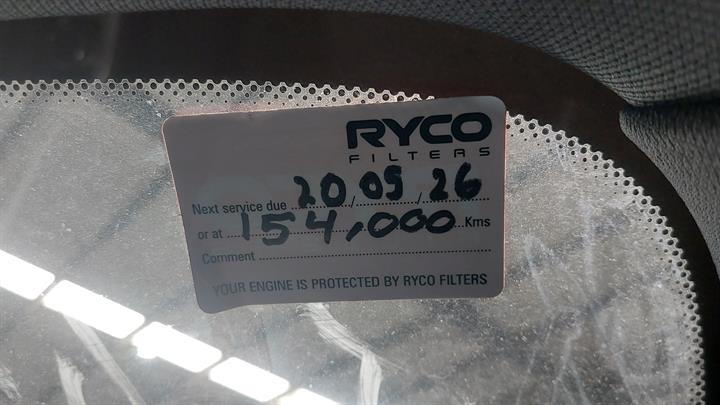 RYCO
FILTERS
Next service due 20/05/26
or at 154,000 Kms
Comment
YOUR ENGINE IS PROTECTED BY RYCO FILTERS